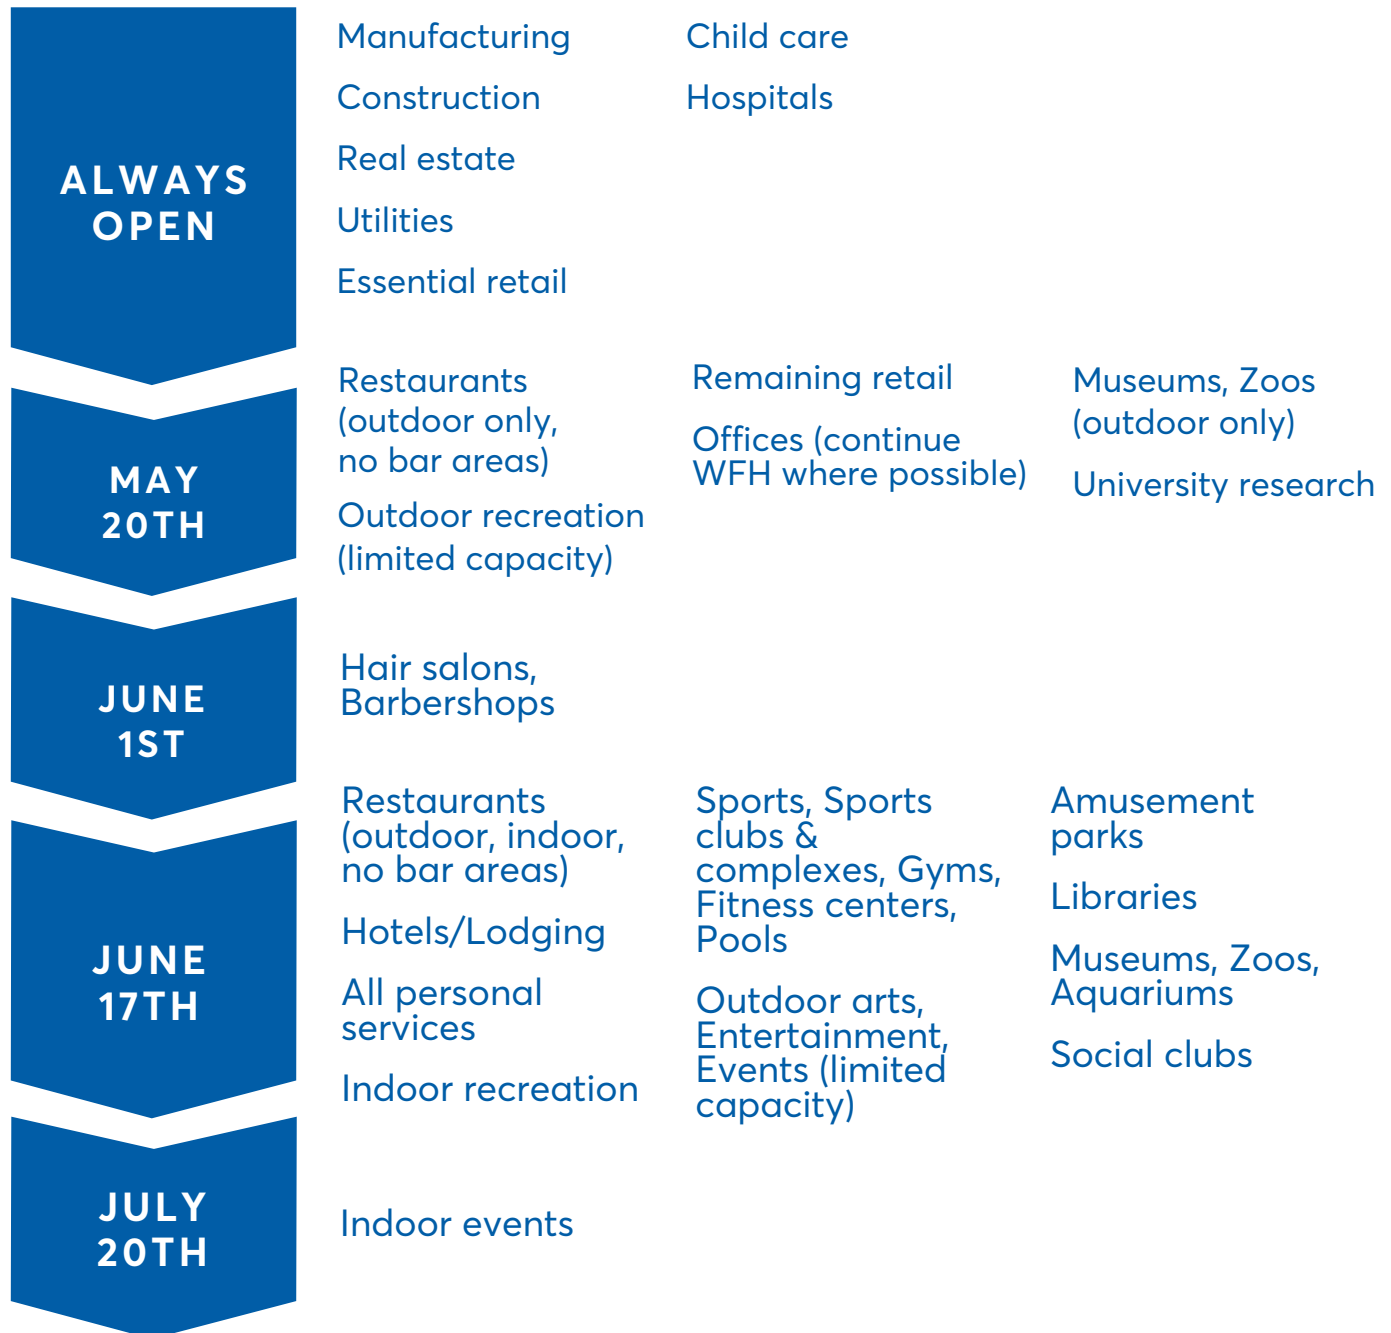 ALWAYS
OPEN
Manufacturing
Construction
Real estate
Utilities
Essential retail
Child care
Hospitals
MAY
20TH
Restaurants
(outdoor only,
no bar areas)
Outdoor recreation
(limited capacity)
Remaining retail
Offices (continue
WFH where possible)
Museums, Zoos
(outdoor only)
University research
JUNE
1ST
Hair salons,
Barbershops
JUNE
17TH
Restaurants
(outdoor, indoor,
no bar areas)
Hotels/Lodging
All personal
services
Indoor recreation
Sports, Sports
clubs &
complexes, Gyms,
Fitness centers,
Pools
Outdoor arts,
Entertainment,
Events (limited
capacity)
Amusement
parks
Libraries
Museums, Zoos,
Aquariums
Social clubs
JULY
20TH
Indoor events